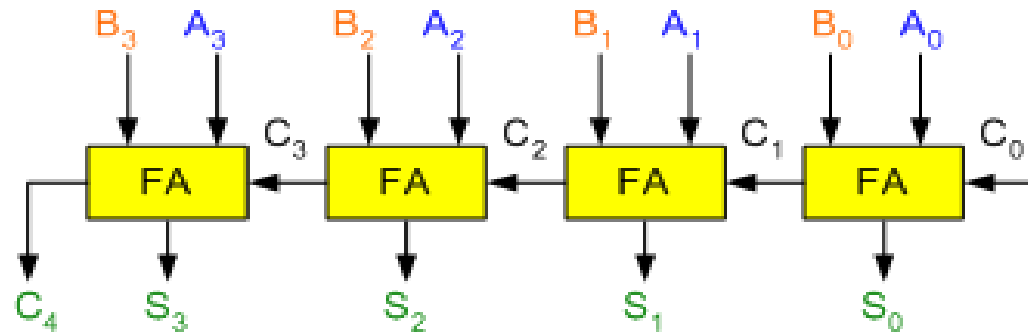 B₃ A₃ B₂ A₂ B₁ A₁ B₀ A₀
C₃ C₂ C₁ C₀
FA FA FA FA
C₄ S₃ S₂ S₁ S₀